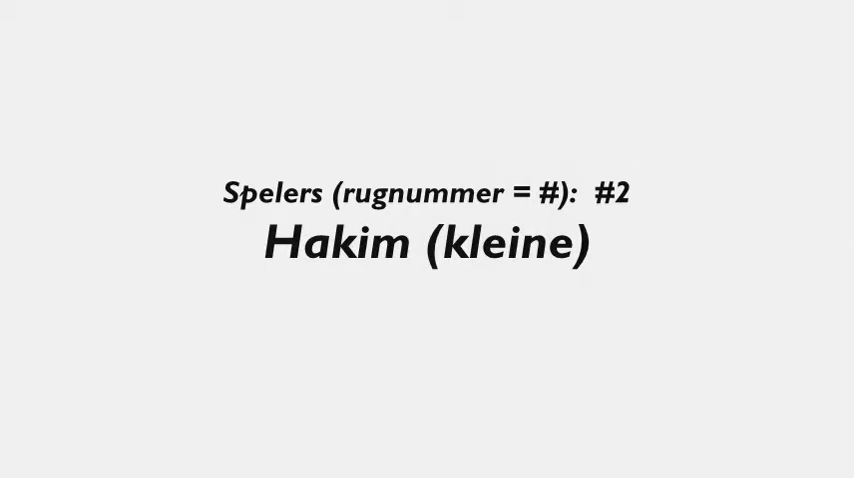 Spelers (rugnummer = #): #2
Hakim (kleine)